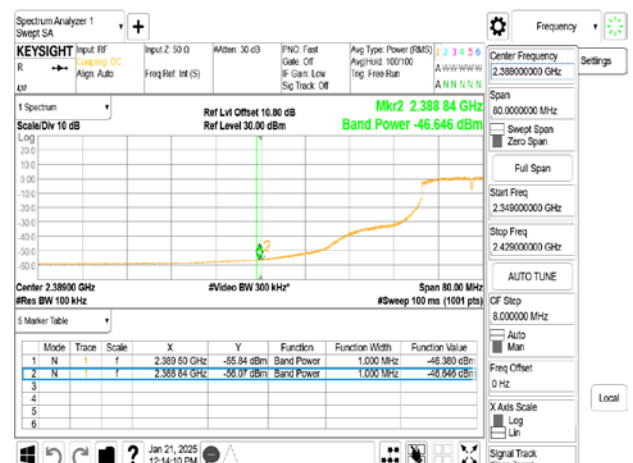 Spectrum Analyzer 1
Swept SA
Frequency
KEYSIGHT
R
Input: RF
Coupling: DC
Align: Auto
Input Z: 50 Ω
Freq Ref: Int (S)
#Atten: 30 dB
PNO: Fast
Gate: Off
IF Gain: Low
Sig Track: Off
Avg Type: Power (RMS)
Avg|Hold: 100/100
Trig: Free Run
1 2 3 4 5 6
A W W W W W
A N N N N N
Center Frequency
2.389000000 GHz
Settings
Span
80.0000000 MHz
Swept Span
Zero Span
Full Span
Start Freq
2.349000000 GHz
Stop Freq
2.429000000 GHz
AUTO TUNE
CF Step
8.000000 MHz
Auto
Man
Freq Offset
0 Hz
X Axis Scale
Log
Lin
Signal Track
Local
1 Spectrum
Scale/Div 10 dB
Log
Ref Lvl Offset 10.80 dB
Ref Level 30.00 dBm
Mkr2 2.388 84 GHz
Band Power -46.646 dBm
20.0
10.0
0.00
-10.0
-20.0
-30.0
-40.0
-50.0
-60.0
2
Center 2.38900 GHz
#Res BW 100 kHz
#Video BW 300 kHz*
Span 80.00 MHz
#Sweep 100 ms (1001 pts)
5 Marker Table
Mode Trace Scale X Y Function Function Width Function Value
1 N 1 f 2.389 50 GHz -55.84 dBm Band Power 1.000 MHz -46.380 dBm
2 N 1 f 2.388 84 GHz -56.07 dBm Band Power 1.000 MHz -46.646 dBm
3
4
5
6
?
Jan 21, 2025
12:14:10 PM